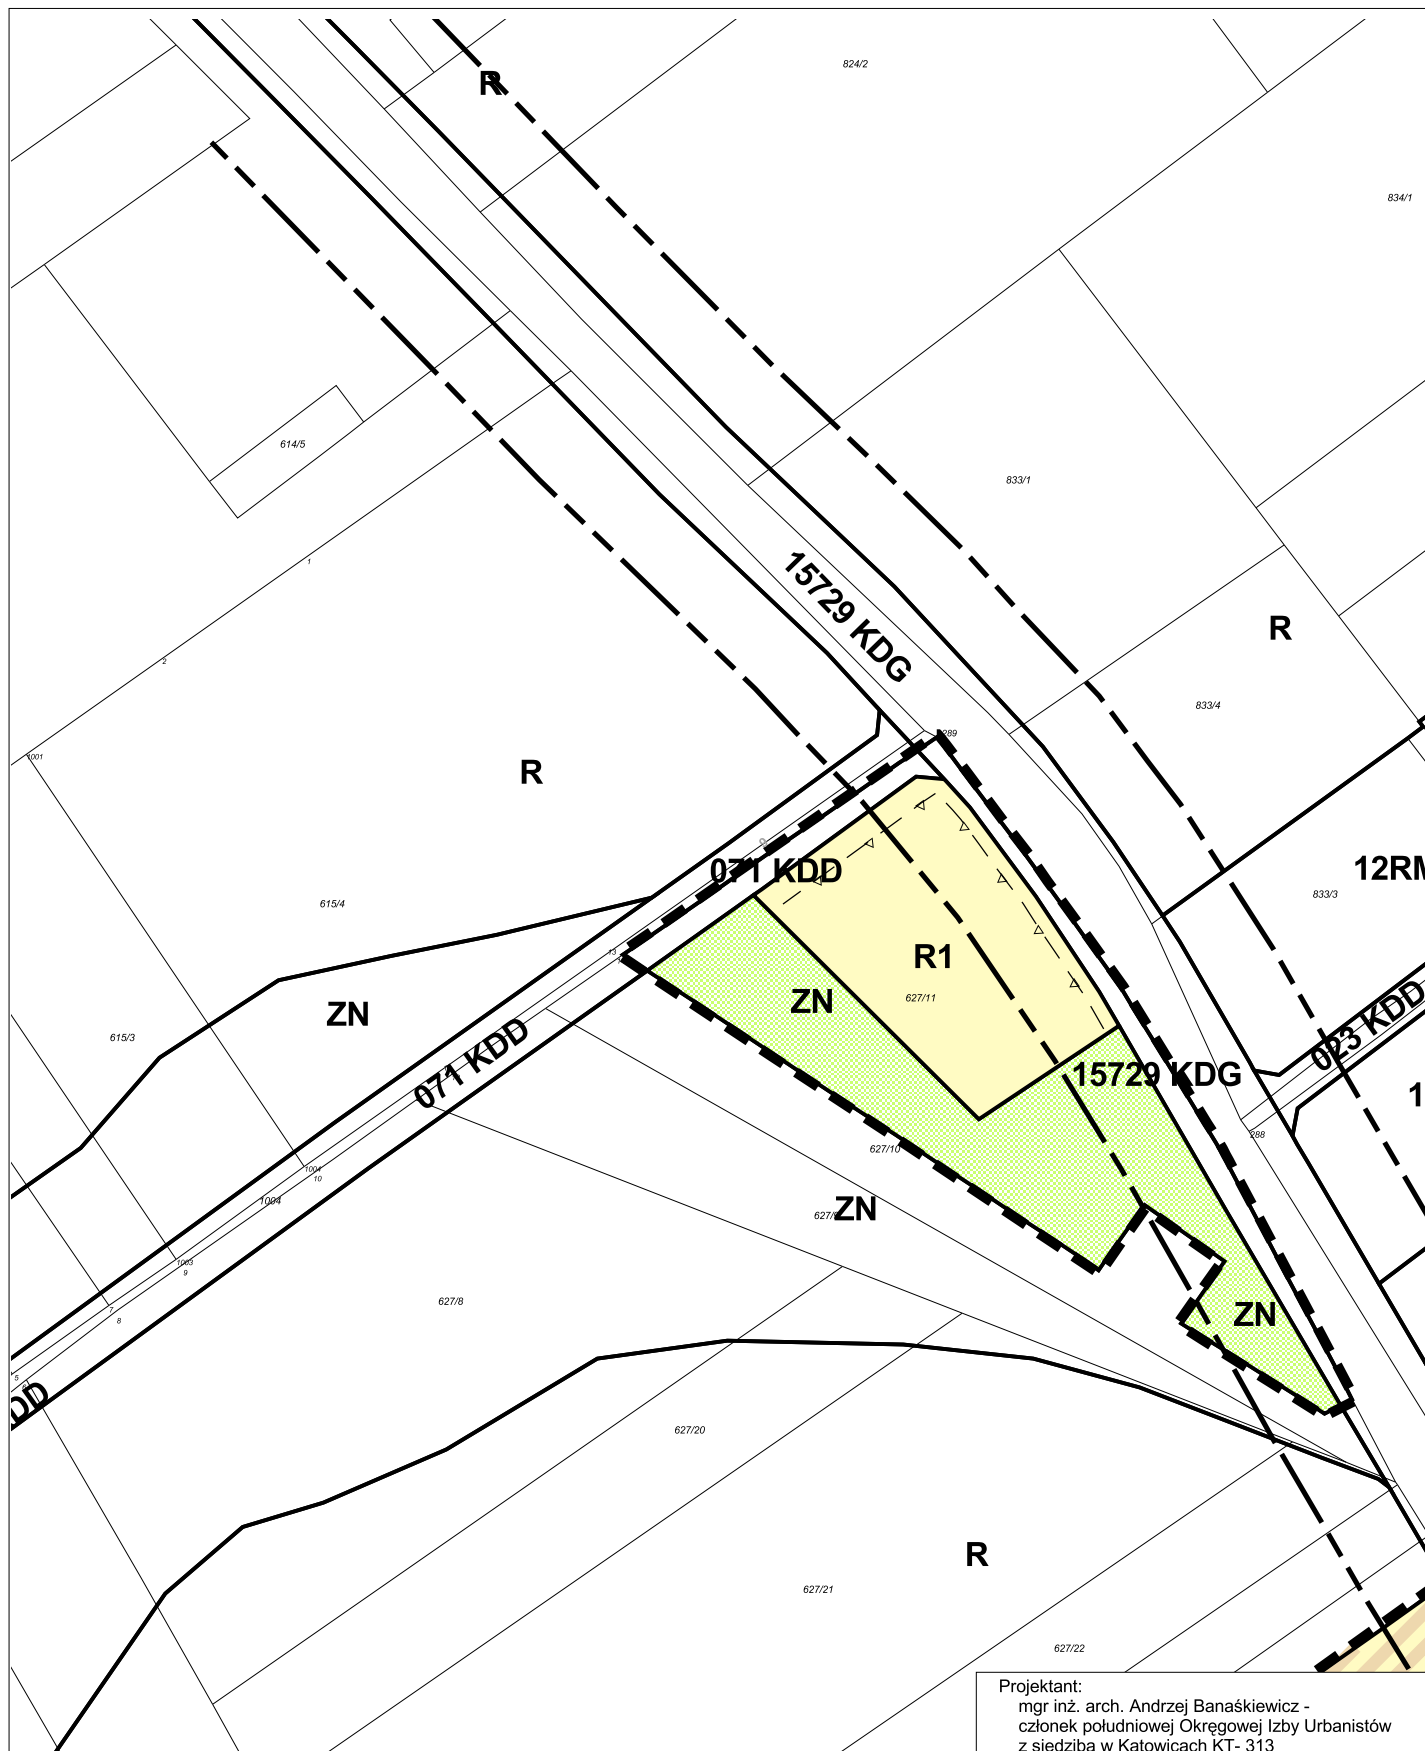 R
824/2
834/1
614/5
833/1
1
15729 KDG
R
2
833/4
289
1001
R
071 KDD
12RM
833/3
615/4
13
R1
627/11
ZN
ZN
023 KDD
615/3
071 KDD
15729 KDG
1
288
627/10
1004
10
1004
ZN
1003
9
627/8
7
8
ZN
5
DD
627/20
R
627/21
627/22
Projektant:
mgr inż. arch. Andrzej Banaśkiewicz -
członek południowej Okręgowej Izby Urbanistów
z siedzibą w Katowicach KT- 313